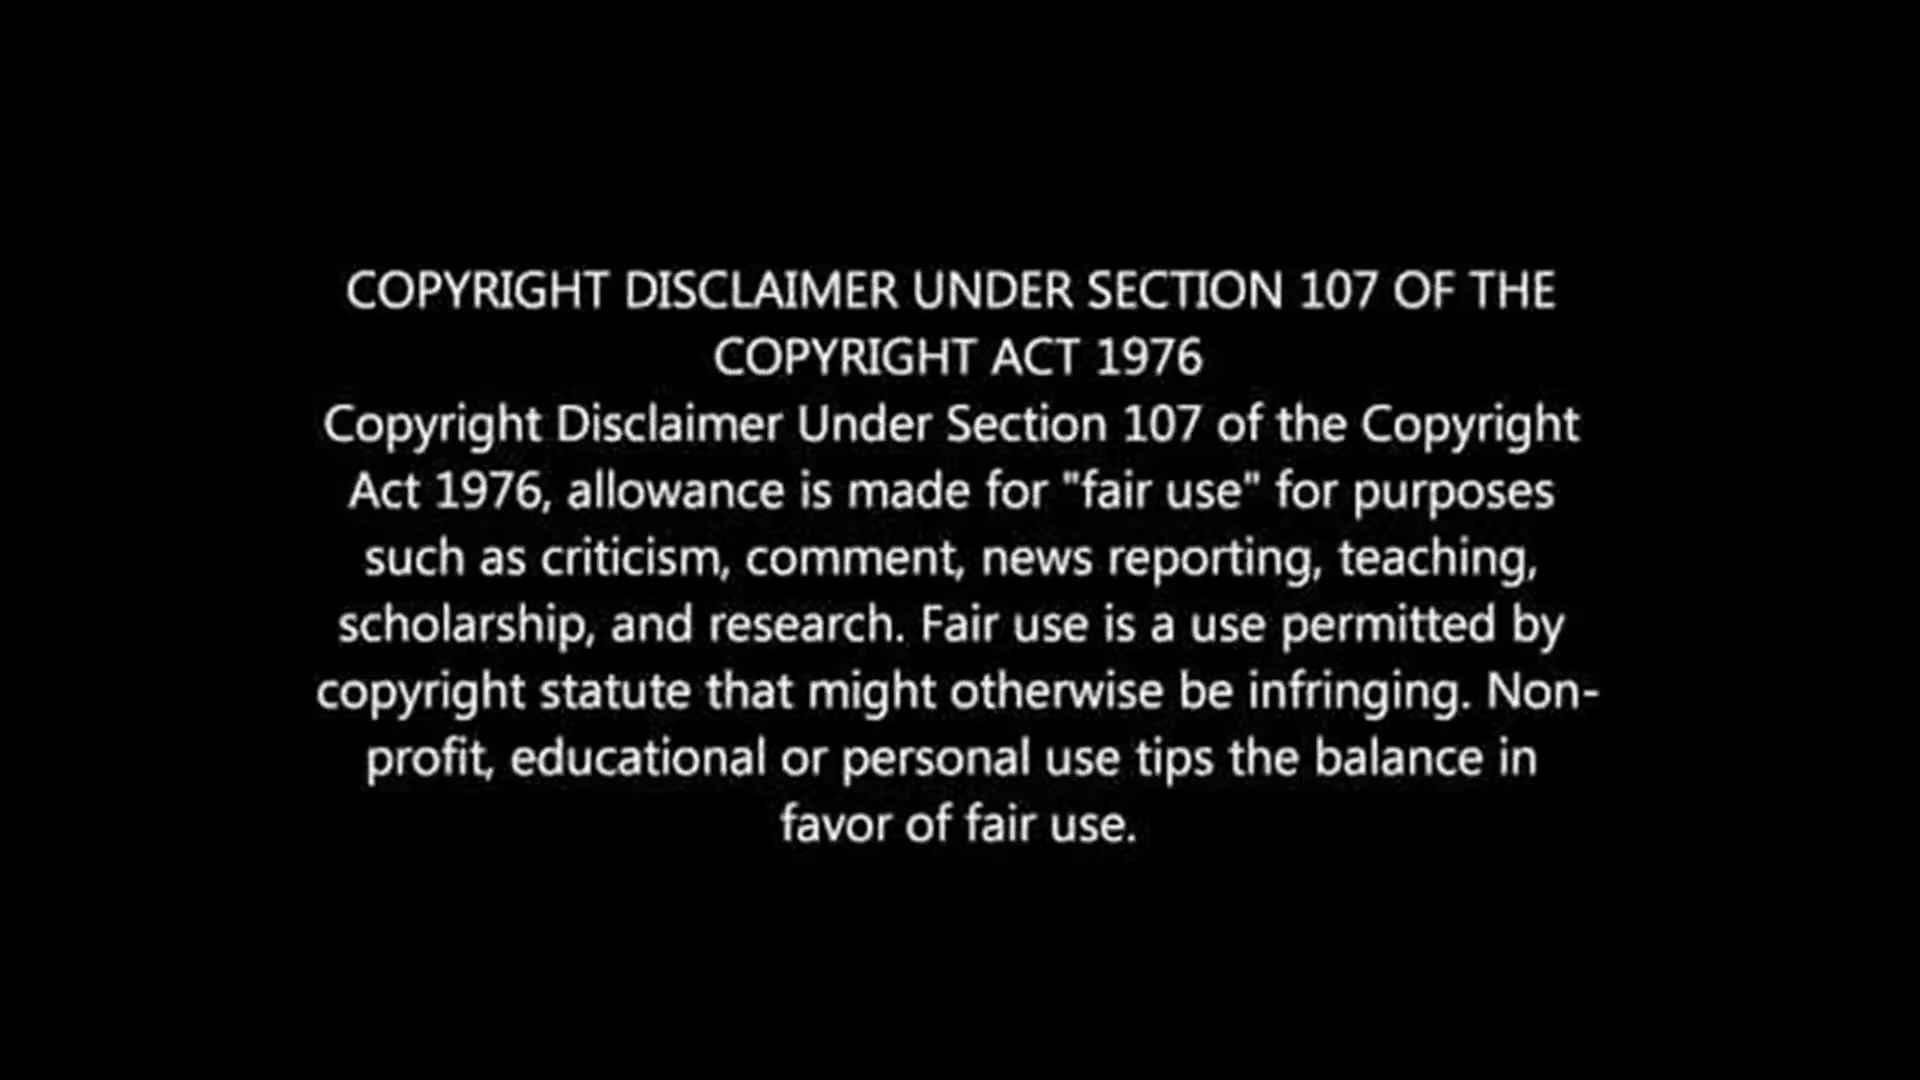 COPYRIGHT DISCLAIMER UNDER SECTION 107 OF THE
COPYRIGHT ACT 1976
Copyright Disclaimer Under Section 107 of the Copyright
Act 1976, allowance is made for "fair use" for purposes
such as criticism, comment, news reporting, teaching,
scholarship, and research. Fair use is a use permitted by
copyright statute that might otherwise be infringing. Non-
profit, educational or personal use tips the balance in
favor of fair use.